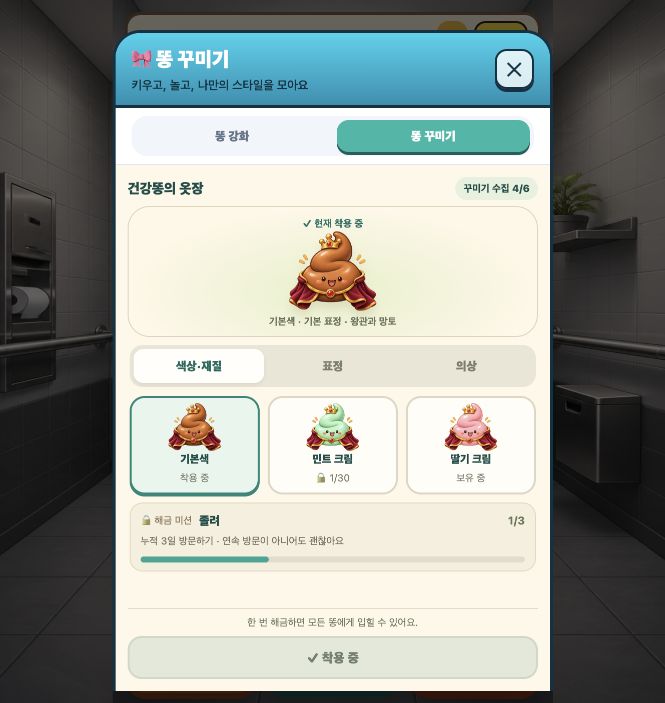 똥 꾸미기
키우고, 놀고, 나만의 스타일을 모아요
똥 강화
똥 꾸미기
건강똥의 옷장
꾸미기 수집 4/6
✓ 현재 착용 중
기본색 · 기본 표정 · 왕관과 망토
색상·재질
표정
의상
기본색
착용 중
민트 크림
1/30
딸기 크림
보유 중
해금 미션 졸려
1/3
누적 3일 방문하기 · 연속 방문이 아니어도 괜찮아요
한 번 해금하면 모든 똥에게 입힐 수 있어요.
✓ 착용 중